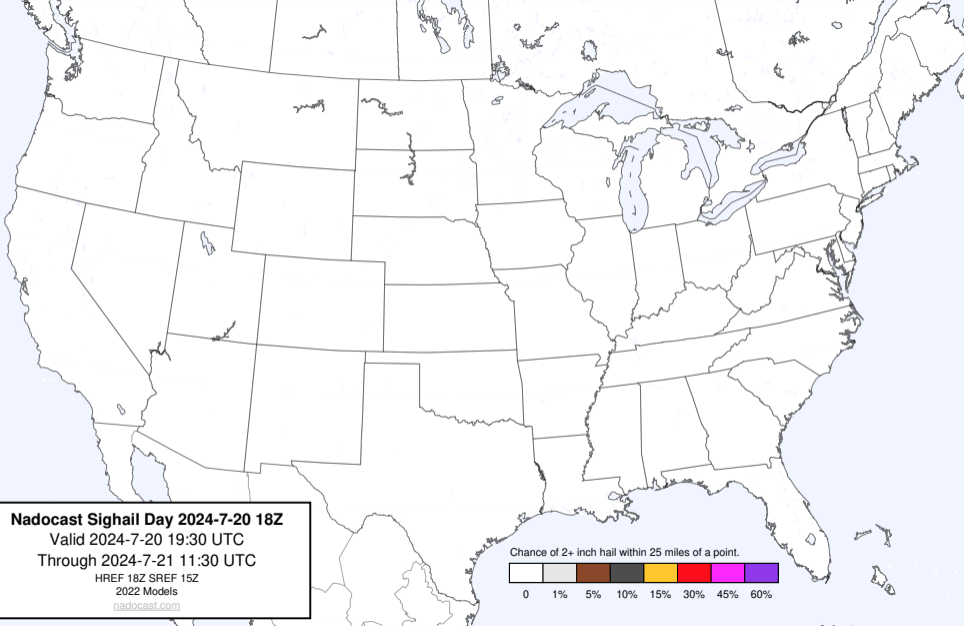 Nadocast Sighail Day 2024-7-20 18Z
Valid 2024-7-20 19:30 UTC
Through 2024-7-21 11:30 UTC
HREF 18Z SREF 15Z
2022 Models
nadocast.com
Chance of 2+ inch hail within 25 miles of a point.
0 1% 5% 10% 15% 30% 45% 60%